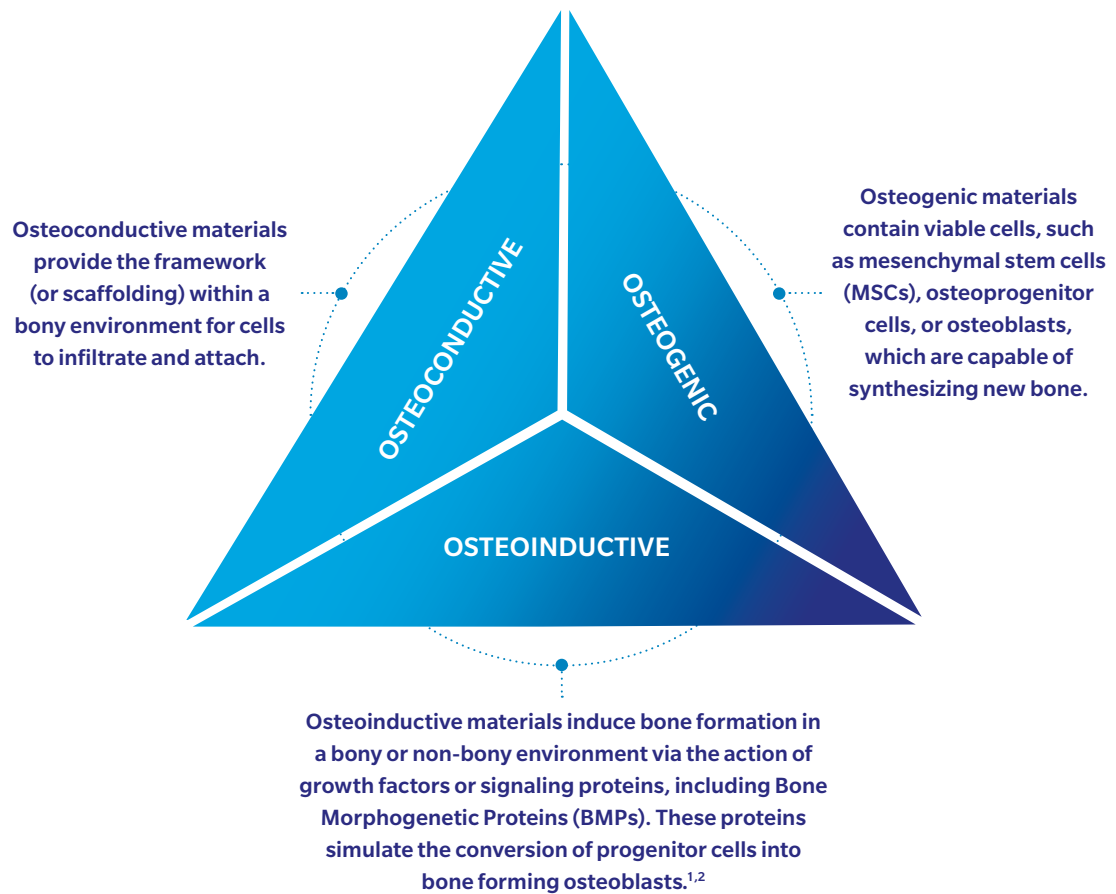 Osteoconductive materials
provide the framework
(or scaffolding) within a
bony environment for cells
to infiltrate and attach.
OSTEOCONDUCTIVE
OSTEOGENIC
Osteogenic materials
contain viable cells, such
as mesenchymal stem cells
(MSCs), osteoprogenitor
cells, or osteoblasts,
which are capable of
synthesizing new bone.
OSTEOINDUCTIVE
Osteoinductive materials induce bone formation in
a bony or non-bony environment via the action of
growth factors or signaling proteins, including Bone
Morphogenetic Proteins (BMPs). These proteins
simulate the conversion of progenitor cells into
bone forming osteoblasts.1,2